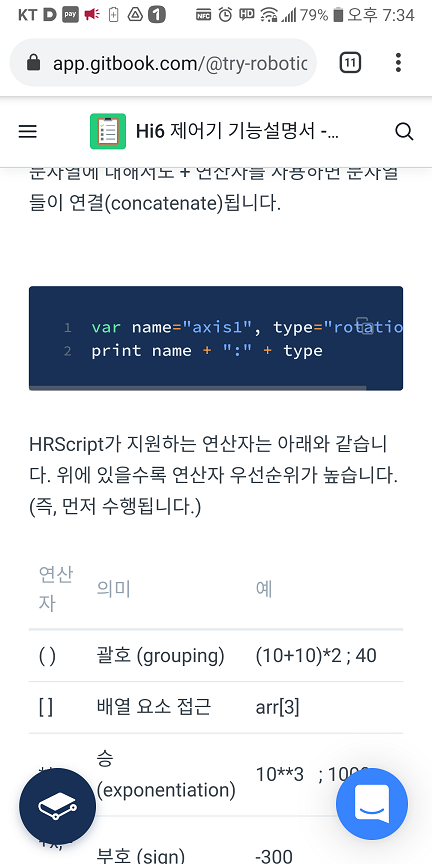 KT D pay 1 NFC HD 79% 오후 7:34
app.gitbook.com/@try-robotic
11
Hi6 제어기 기능설명서 -...
문자열에 대해서도 + 연산자를 사용하면 문자열
들이 연결(concatenate)됩니다.
1 var name="axis1", type="rotatio
2 print name + ":" + type
HRScript가 지원하는 연산자는 아래와 같습니
다. 위에 있을수록 연산자 우선순위가 높습니다.
(즉, 먼저 수행됩니다.)
연산
자 의미 예
( ) 괄호 (grouping) (10+10)*2 ; 40
[ ] 배열 요소 접근 arr[3]
승
(exponentiation) 10**3 ;
부호 (sign) -300